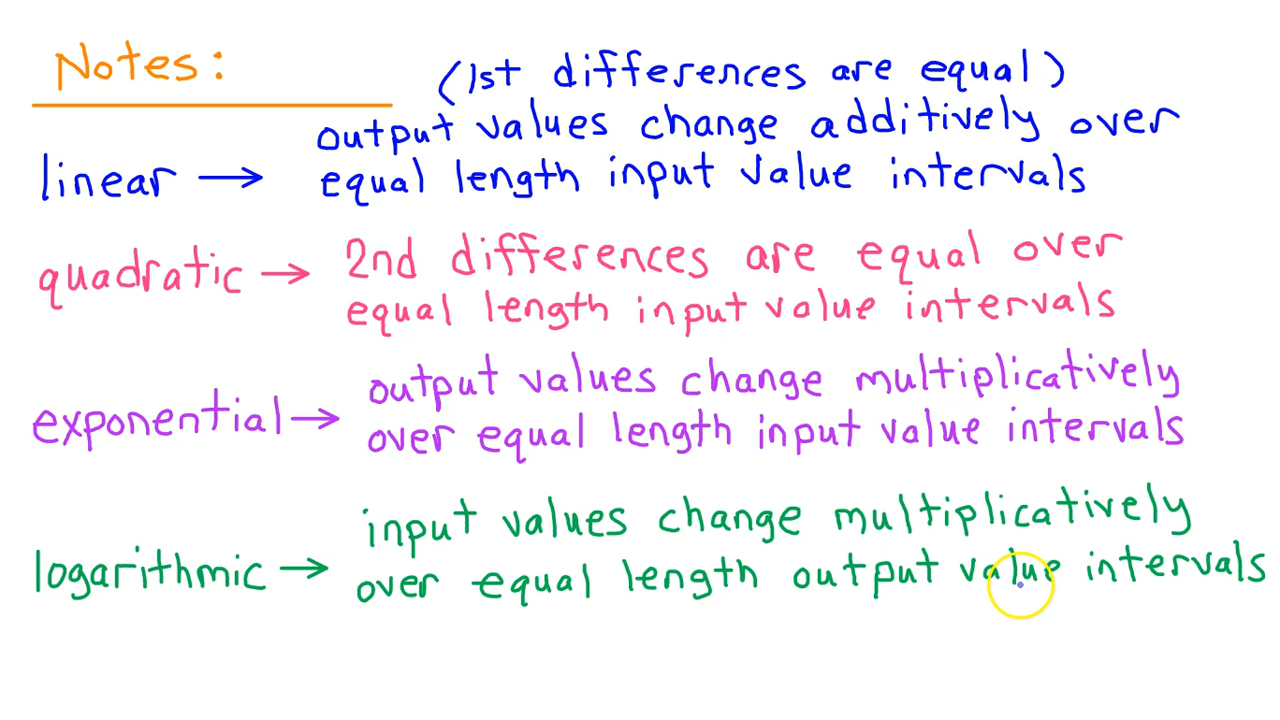 Notes:
(1st differences are equal)
output values change additively over
linear → equal length input value intervals
quadratic → 2nd differences are equal over
equal length input value intervals
output values change multiplicatively
exponential → over equal length input value intervals
input values change multiplicatively
logarithmic → over equal length output value intervals